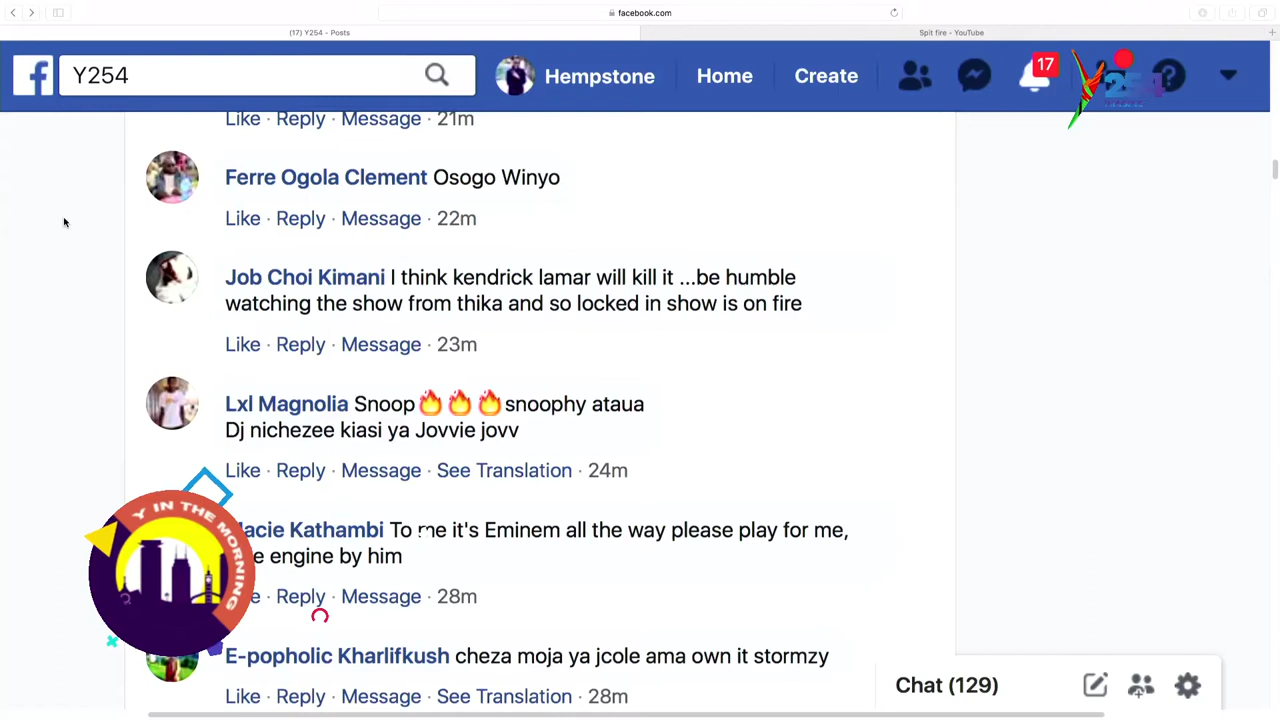 facebook.com
(17) Y254 - Posts
Spit fire - YouTube
Y254
Hempstone
Home
Create
17
Like · Reply · Message · 21m
Ferre Ogola Clement Osogo Winyo
Like · Reply · Message · 22m
Job Choi Kimani I think kendrick lamar will kill it ...be humble
watching the show from thika and so locked in show is on fire
Like · Reply · Message · 23m
Lxl Magnolia Snoop🔥🔥🔥snoophy ataua
Dj nichezee kiasi ya Jovvie jovv
Like · Reply · Message · See Translation · 24m
Kathambi To me it's Eminem all the way please play for me,
engine by him
Reply · Message · 28m
Y IN THE MORNING
E-popholic Kharlifkush cheza moja ya jcole ama own it stormzy
Like · Reply · Message · See Translation · 28m
Chat (129)